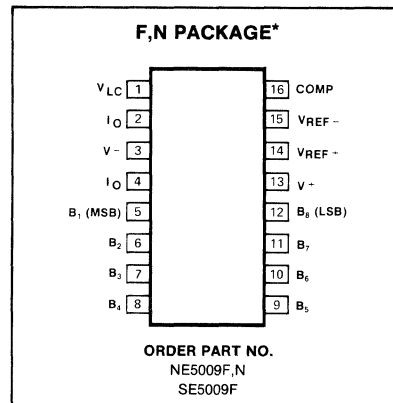 F,N PACKAGE*
VLC 1
IO 2
V− 3
IO 4
B1 (MSB) 5
B2 6
B3 7
B4 8
16 COMP
15 VREF −
14 VREF +
13 V +
12 B8 (LSB)
11 B7
10 B6
9 B5
ORDER PART NO.
NE5009F,N
SE5009F